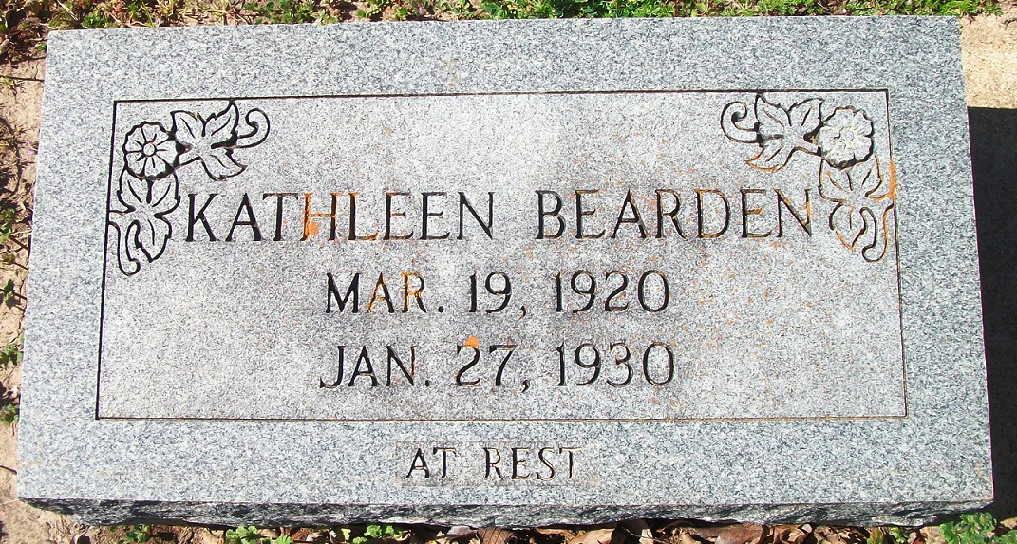 KATHLEEN BEARDEN
MAR. 19, 1920
JAN. 27, 1930
AT REST